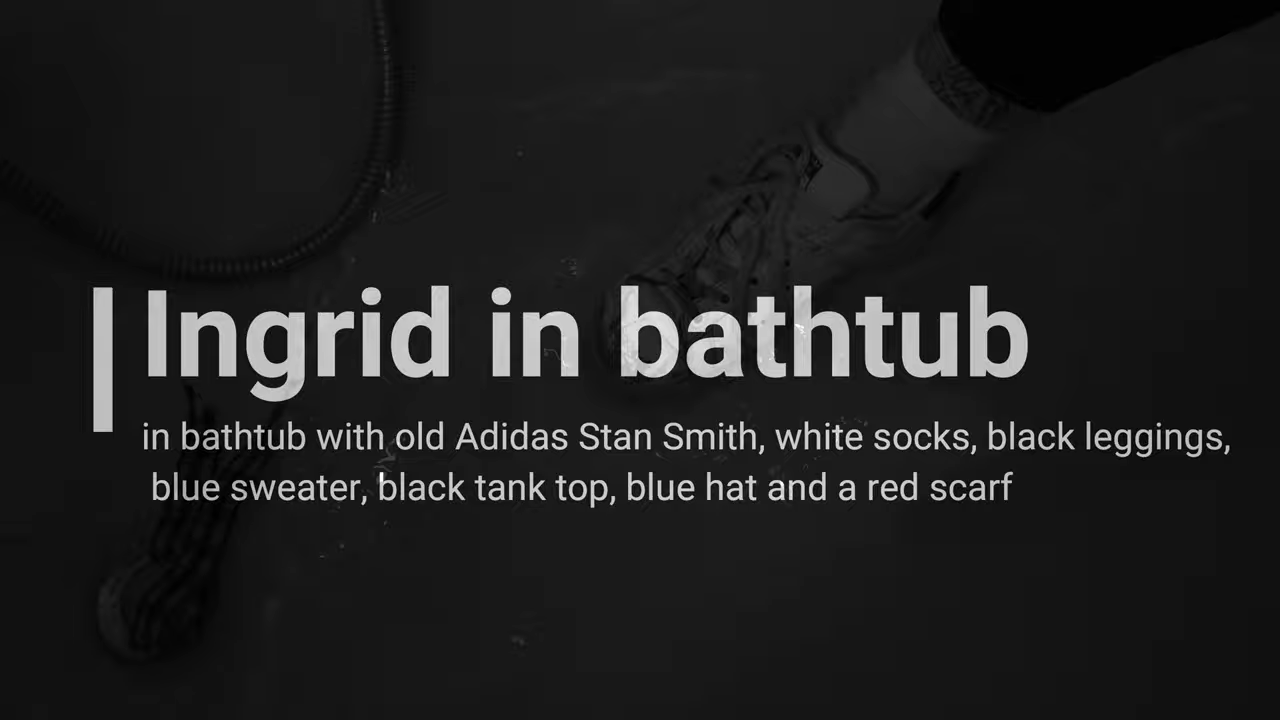 Ingrid in bathtub
in bathtub with old Adidas Stan Smith, white socks, black leggings,
blue sweater, black tank top, blue hat and a red scarf